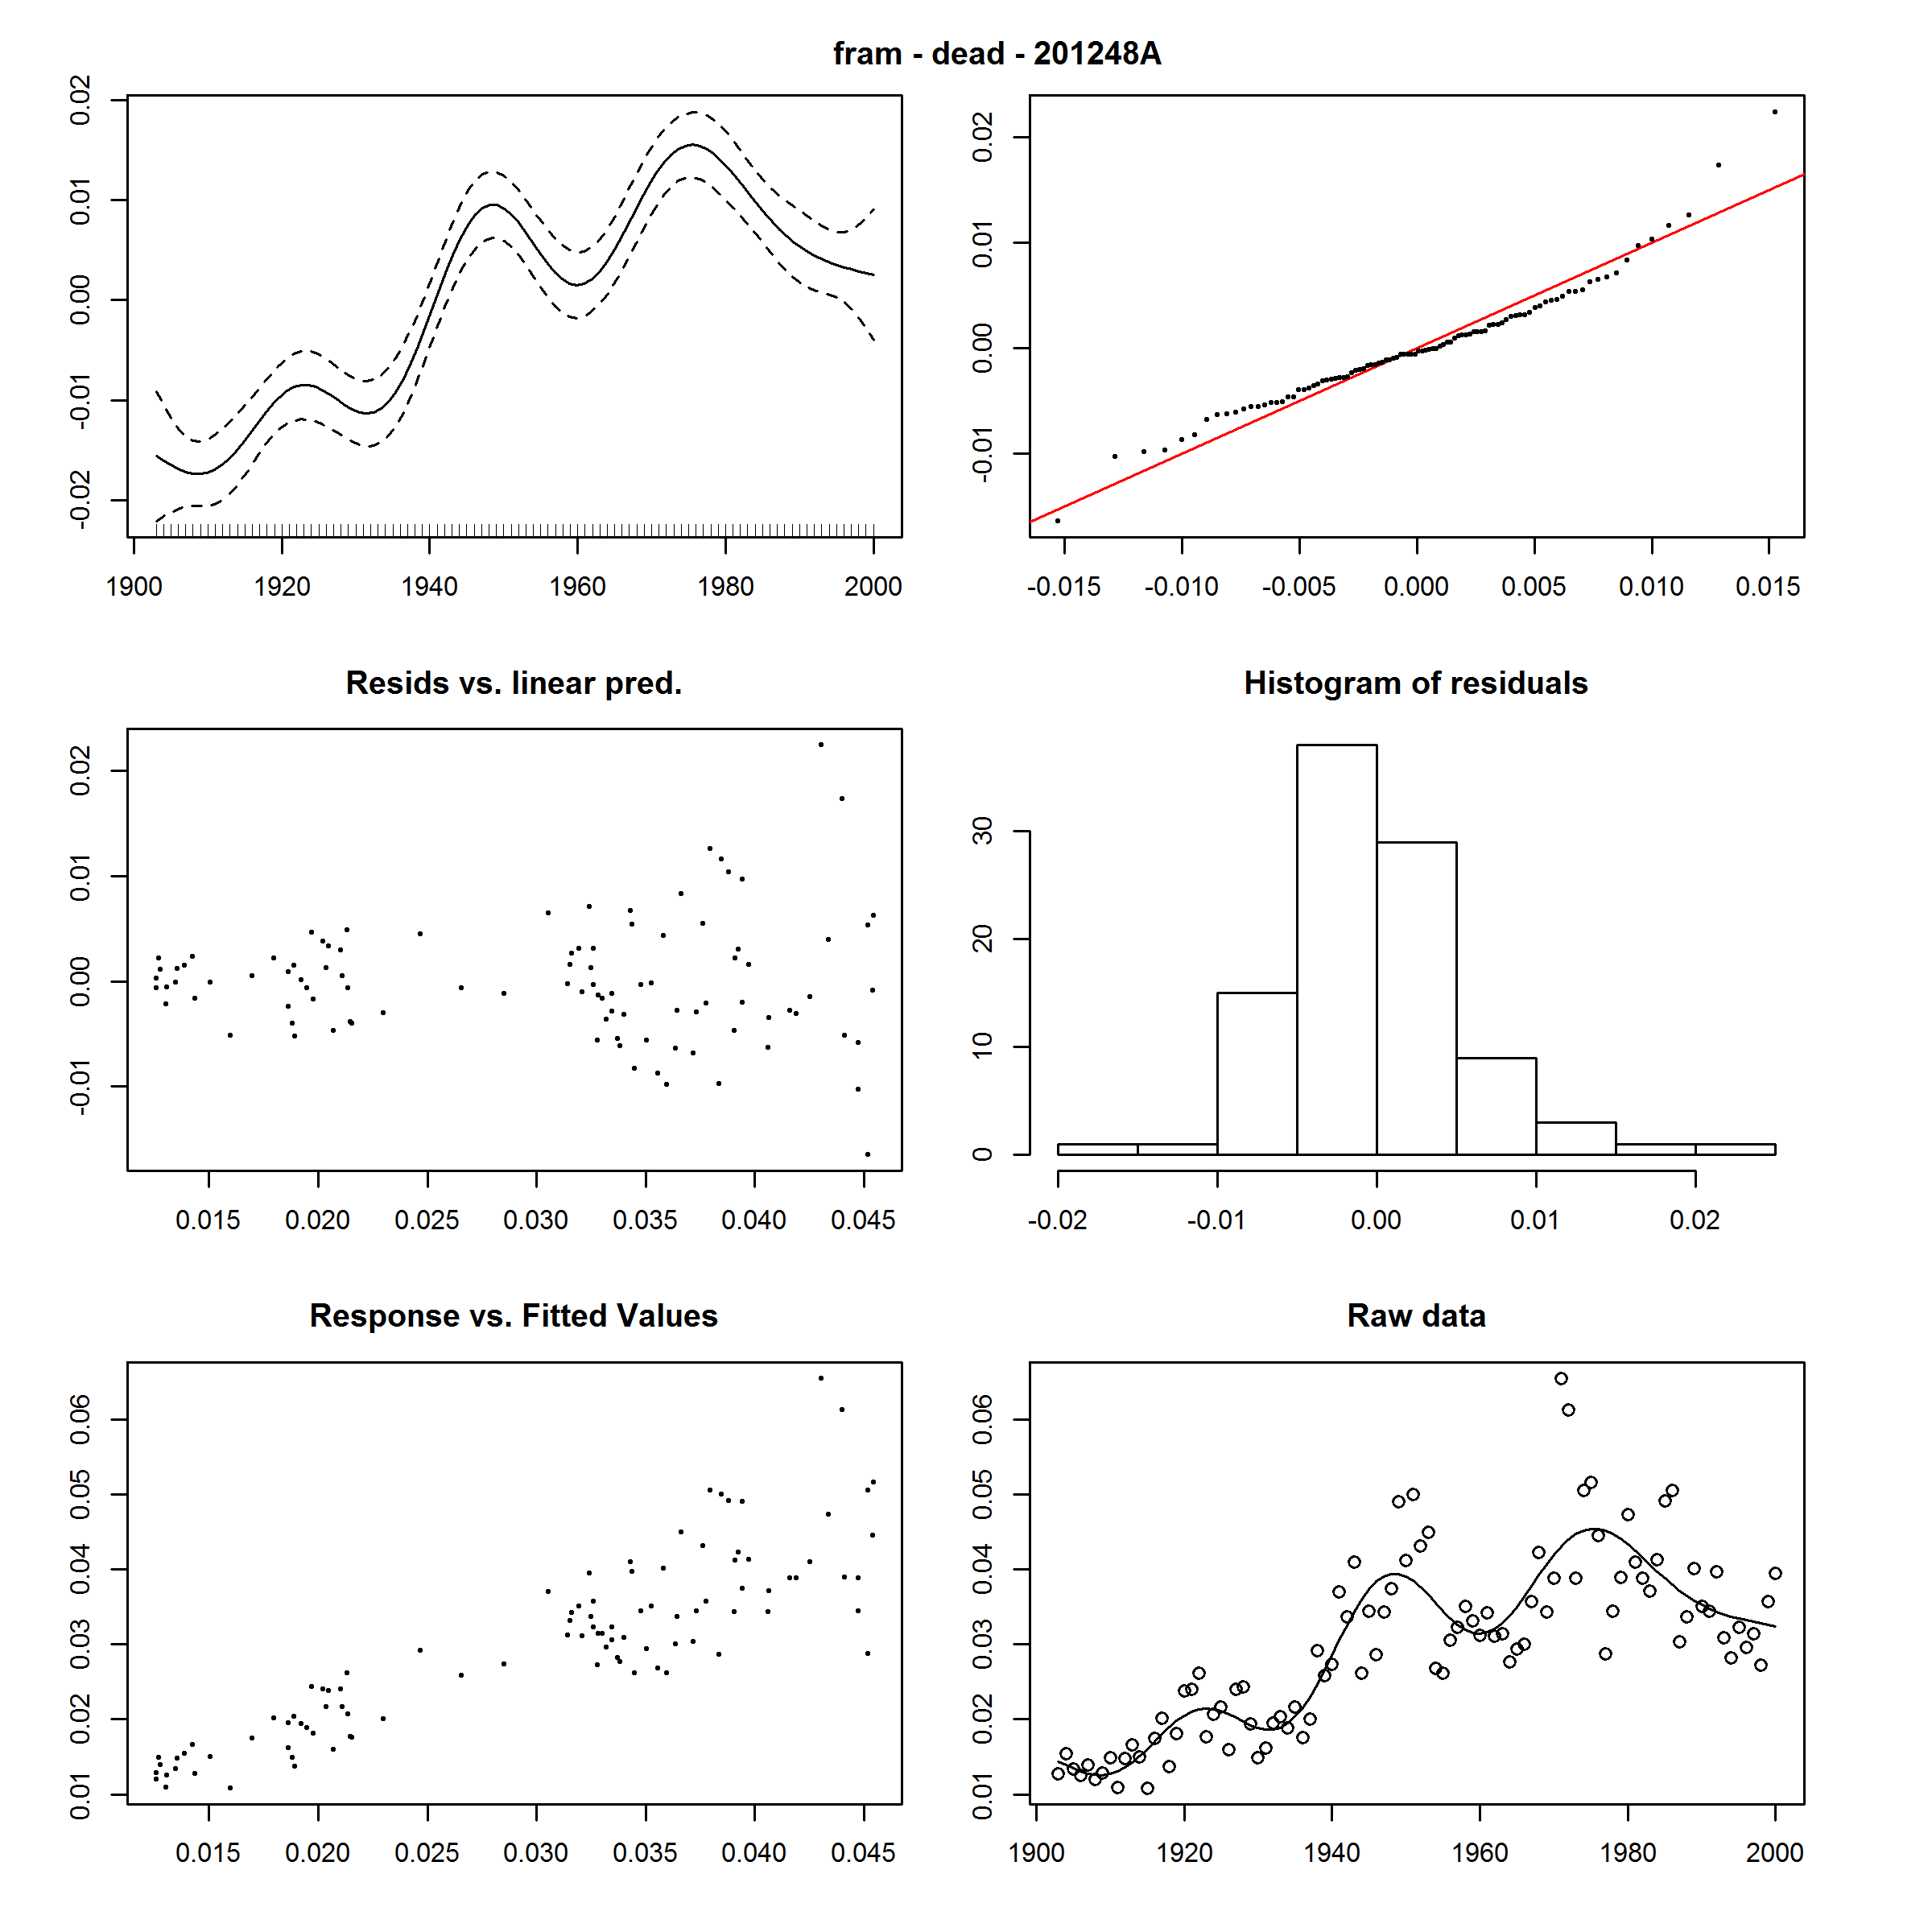 fram - dead - 201248A
0.02
0.01
0.00
-0.01
-0.02
1900 1920 1940 1960 1980 2000
0.02
0.01
0.00
-0.01
-0.015 -0.010 -0.005 0.000 0.005 0.010 0.015
Resids vs. linear pred.
0.02
0.01
0.00
-0.01
0.015 0.020 0.025 0.030 0.035 0.040 0.045
Histogram of residuals
30
20
10
0
-0.02 -0.01 0.00 0.01 0.02
Response vs. Fitted Values
0.06
0.05
0.04
0.03
0.02
0.01
0.015 0.020 0.025 0.030 0.035 0.040 0.045
Raw data
0.06
0.05
0.04
0.03
0.02
0.01
1900 1920 1940 1960 1980 2000